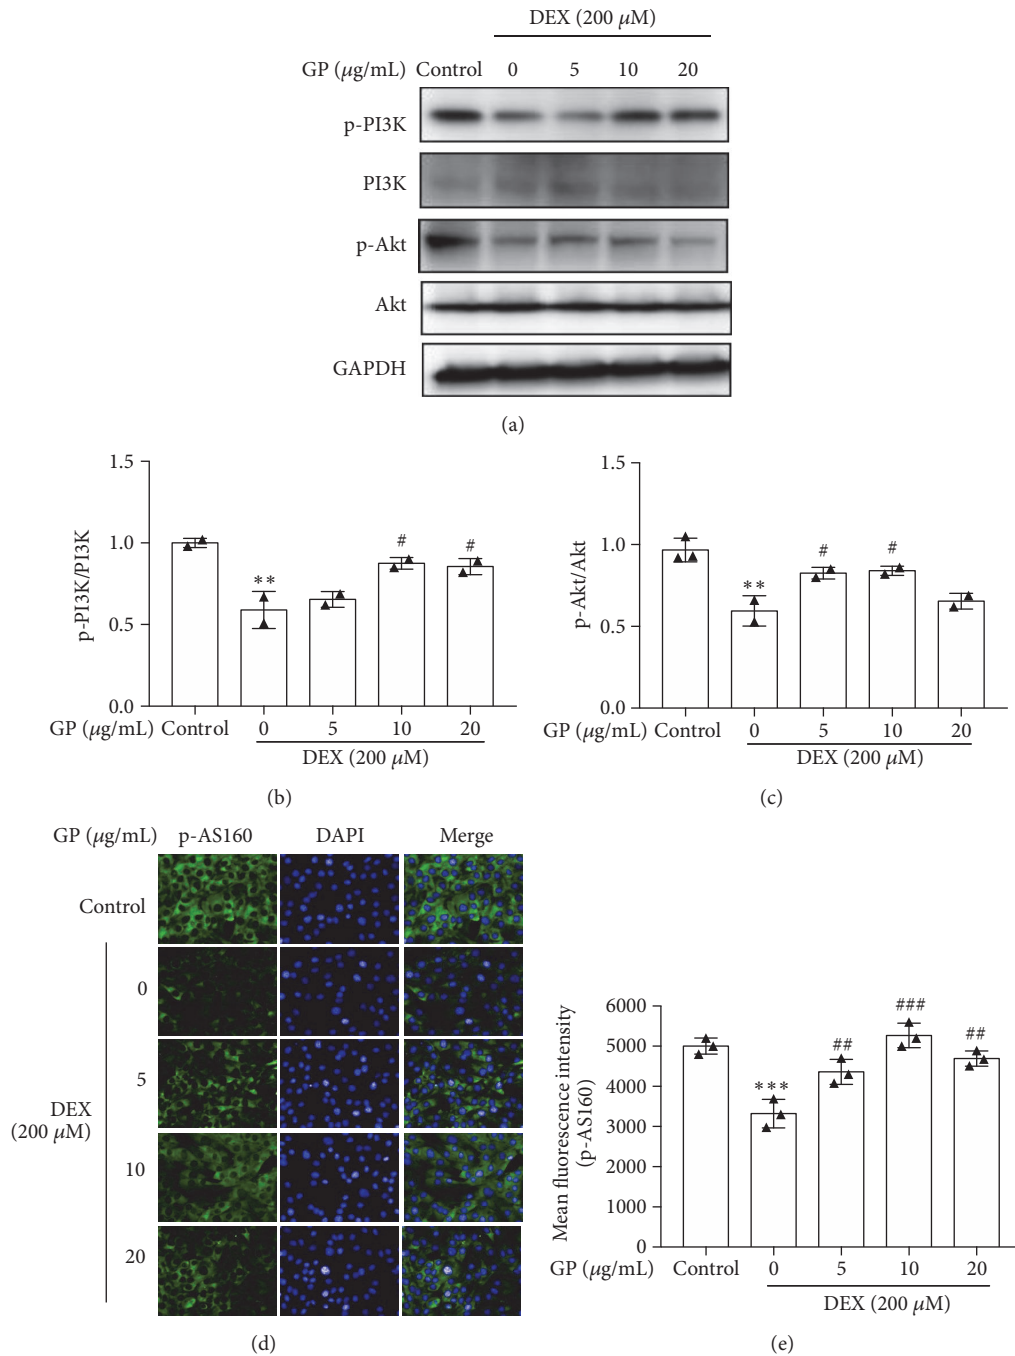 DEX (200 μM)
GP (μg/mL) Control 0 5 10 20
p-PI3K
PI3K
p-Akt
Akt
GAPDH
(a)
1.5
1.0
0.5
0.0
p-PI3K/PI3K
**
#
#
GP (μg/mL) Control 0 5 10 20
DEX (200 μM)
(b)
1.5
1.0
0.5
0.0
p-Akt/Akt
**
#
#
GP (μg/mL) Control 0 5 10 20
DEX (200 μM)
(c)
GP (μg/mL) p-AS160 DAPI Merge
Control
0
5
10
20
DEX
(200 μM)
(d)
6000
5000
4000
3000
2000
1000
0
Mean fluorescence intensity
(p-AS160)
***
##
###
##
GP (μg/mL) Control 0 5 10 20
DEX (200 μM)
(e)